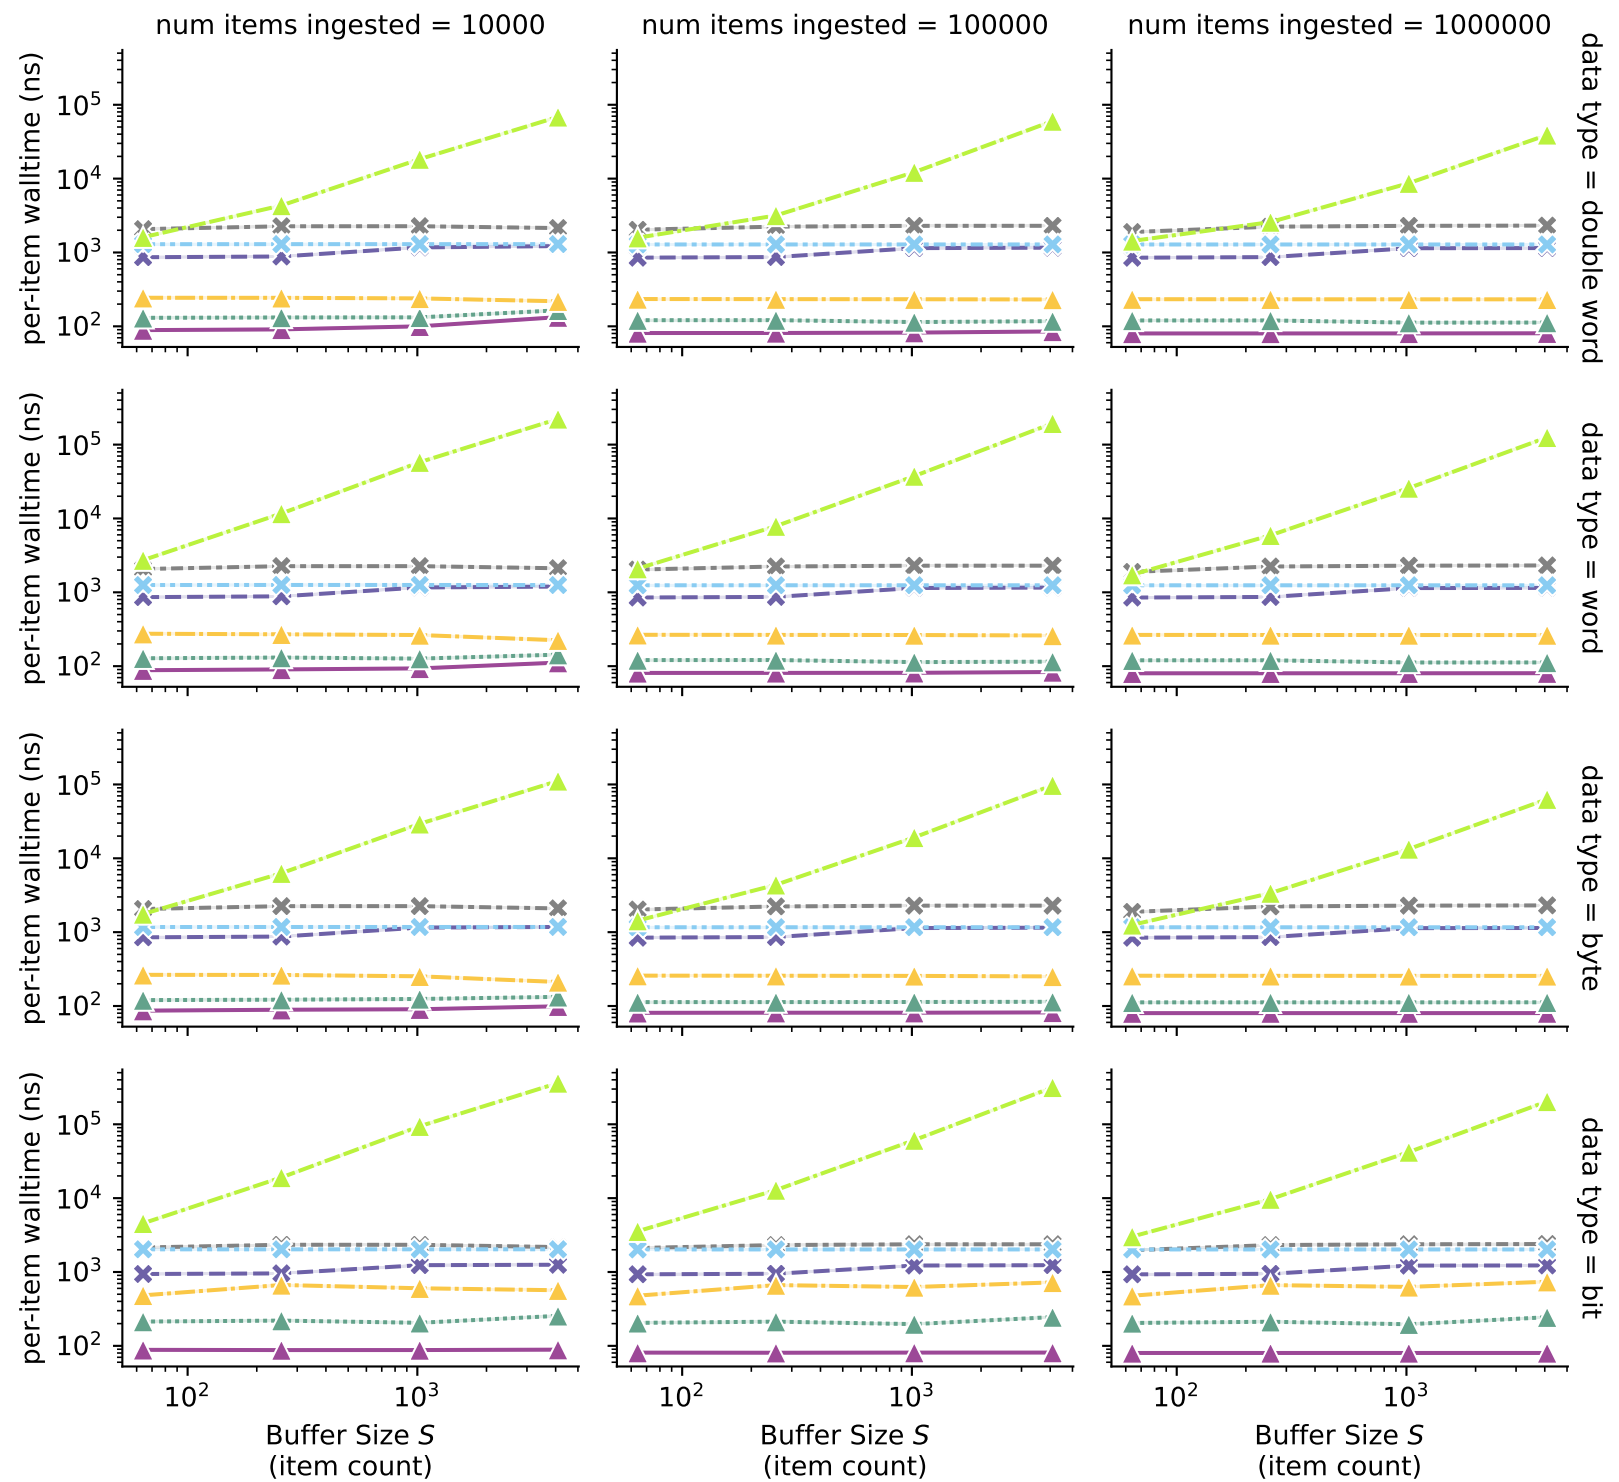 num items ingested = 10000
num items ingested = 100000
num items ingested = 1000000
per-item walltime (ns)
10^5
10^4
10^3
10^2
data type = double word
per-item walltime (ns)
10^5
10^4
10^3
10^2
data type = word
per-item walltime (ns)
10^5
10^4
10^3
10^2
data type = byte
per-item walltime (ns)
10^5
10^4
10^3
10^2
data type = bit
10^2
10^3
10^2
10^3
10^2
10^3
Buffer Size S
(item count)
Buffer Size S
(item count)
Buffer Size S
(item count)